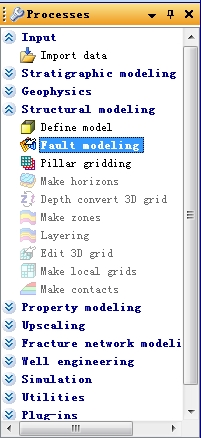 Processes
Input
Import data
Stratigraphic modeling
Geophysics
Structural modeling
Define model
Fault modeling
Pillar gridding
Make horizons
Depth convert 3D grid
Make zones
Layering
Edit 3D grid
Make local grids
Make contacts
Property modeling
Upscaling
Fracture network modeli
Well engineering
Simulation
Utilities
Plug-ins